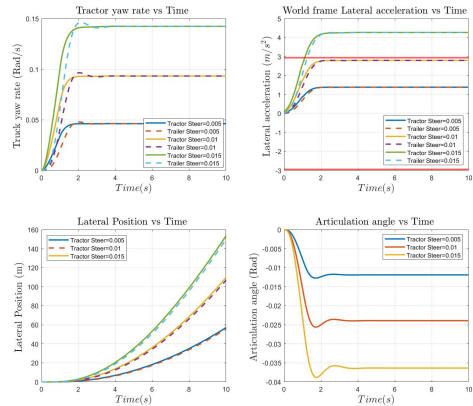 Tractor yaw rate vs Time
Truck yaw rate (Rad/s)
0.15
0.1
0.05
0
0 2 4 6 8 10
Time(s)
Tractor Steer=0.005
Trailer Steer=0.005
Tractor Steer=0.01
Trailer Steer=0.01
Tractor Steer=0.015
Trailer Steer=0.015
World frame Lateral acceleration vs Time
Lateral acceleration (m/s²)
5
4
3
2
1
0
-1
-2
-3
0 2 4 6 8 10
Time(s)
Tractor Steer=0.005
Trailer Steer=0.005
Tractor Steer=0.01
Trailer Steer=0.01
Tractor Steer=0.015
Trailer Steer=0.015
Lateral Position vs Time
Lateral Position (m)
160
140
120
100
80
60
40
20
0
0 2 4 6 8 10
Time(s)
Tractor Steer=0.005
Tractor Steer=0.01
Tractor Steer=0.015
Articulation angle vs Time
Articulation angle (Rad)
0
-0.005
-0.01
-0.015
-0.02
-0.025
-0.03
-0.035
-0.04
0 2 4 6 8 10
Time(s)
Tractor Steer=0.005
Tractor Steer=0.01
Tractor Steer=0.015